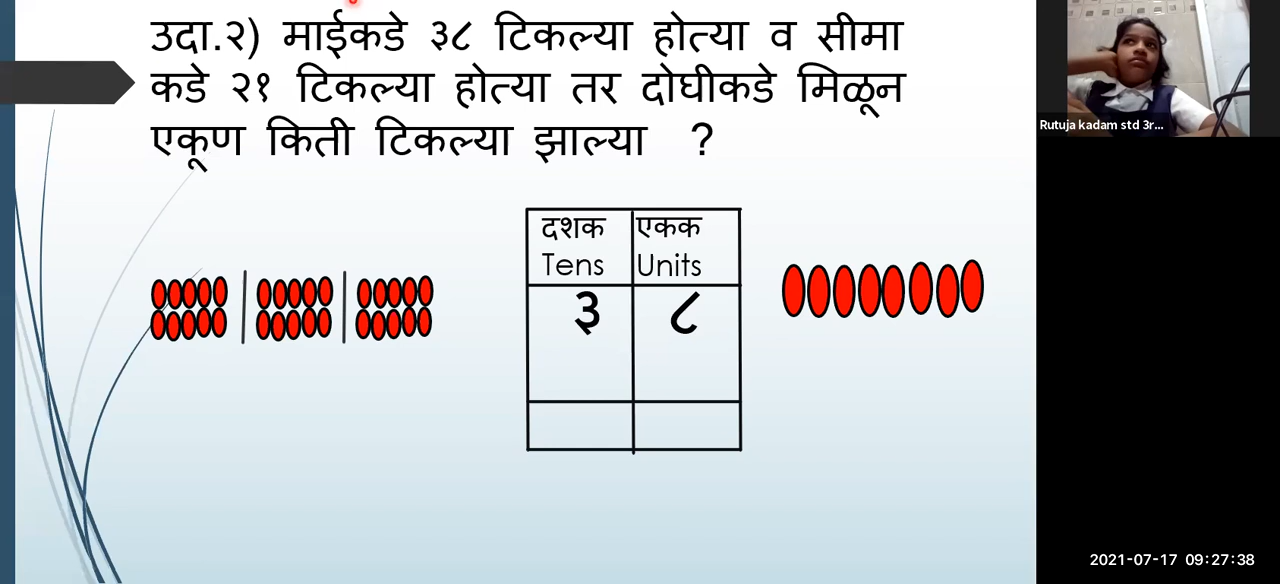 उदा.२) माईकडे ३८ टिकल्या होत्या व सीमा
कडे २१ टिकल्या होत्या तर दोघीकडे मिळून
एकूण किती टिकल्या झाल्या ?
दशक एकक
Tens Units
३ ८
Rutuja kadam std 3r...
2021-07-17 09:27:38